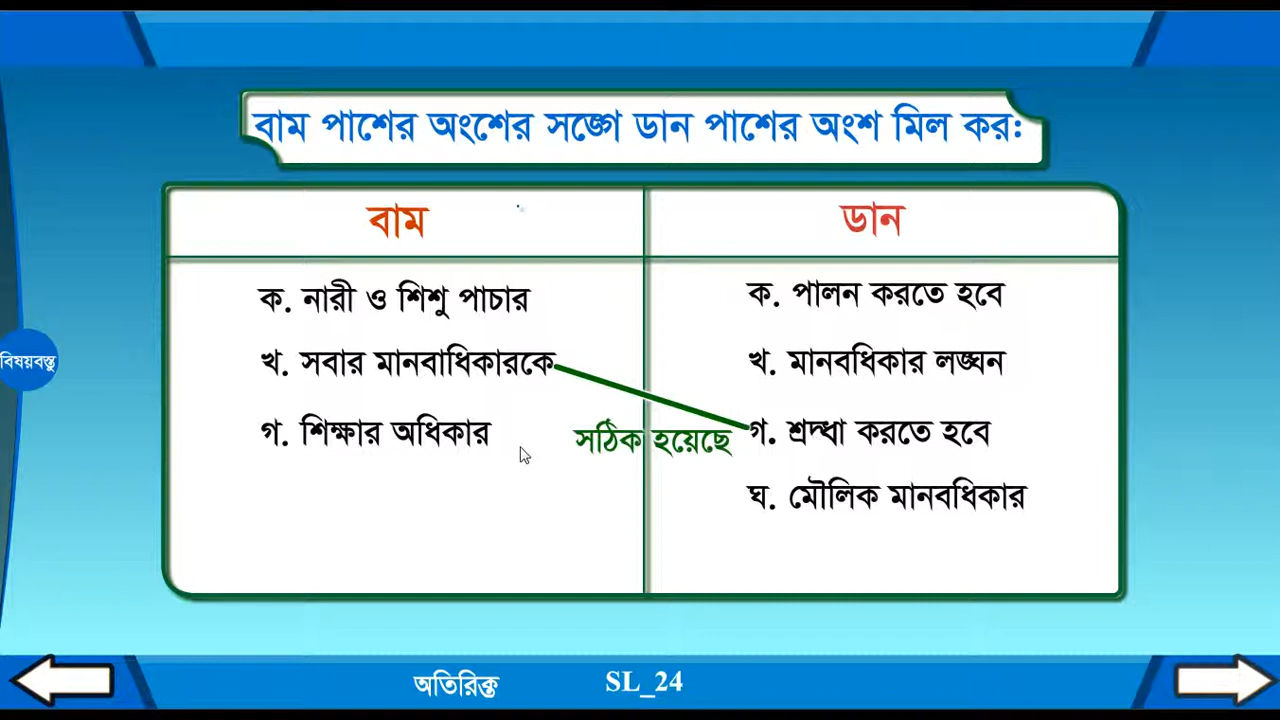 বাম পাশের অংশের সঙ্গে ডান পাশের অংশ মিল কর:
বাম
ডান
ক. নারী ও শিশু পাচার
ক. পালন করতে হবে
খ. সবার মানবাধিকারকে
খ. মানবধিকার লঙ্ঘন
গ. শিক্ষার অধিকার
সঠিক হয়েছে
গ. শ্রদ্ধা করতে হবে
ঘ. মৌলিক মানবধিকার
বিষয়বস্তু
অতিরিক্ত
SL_24